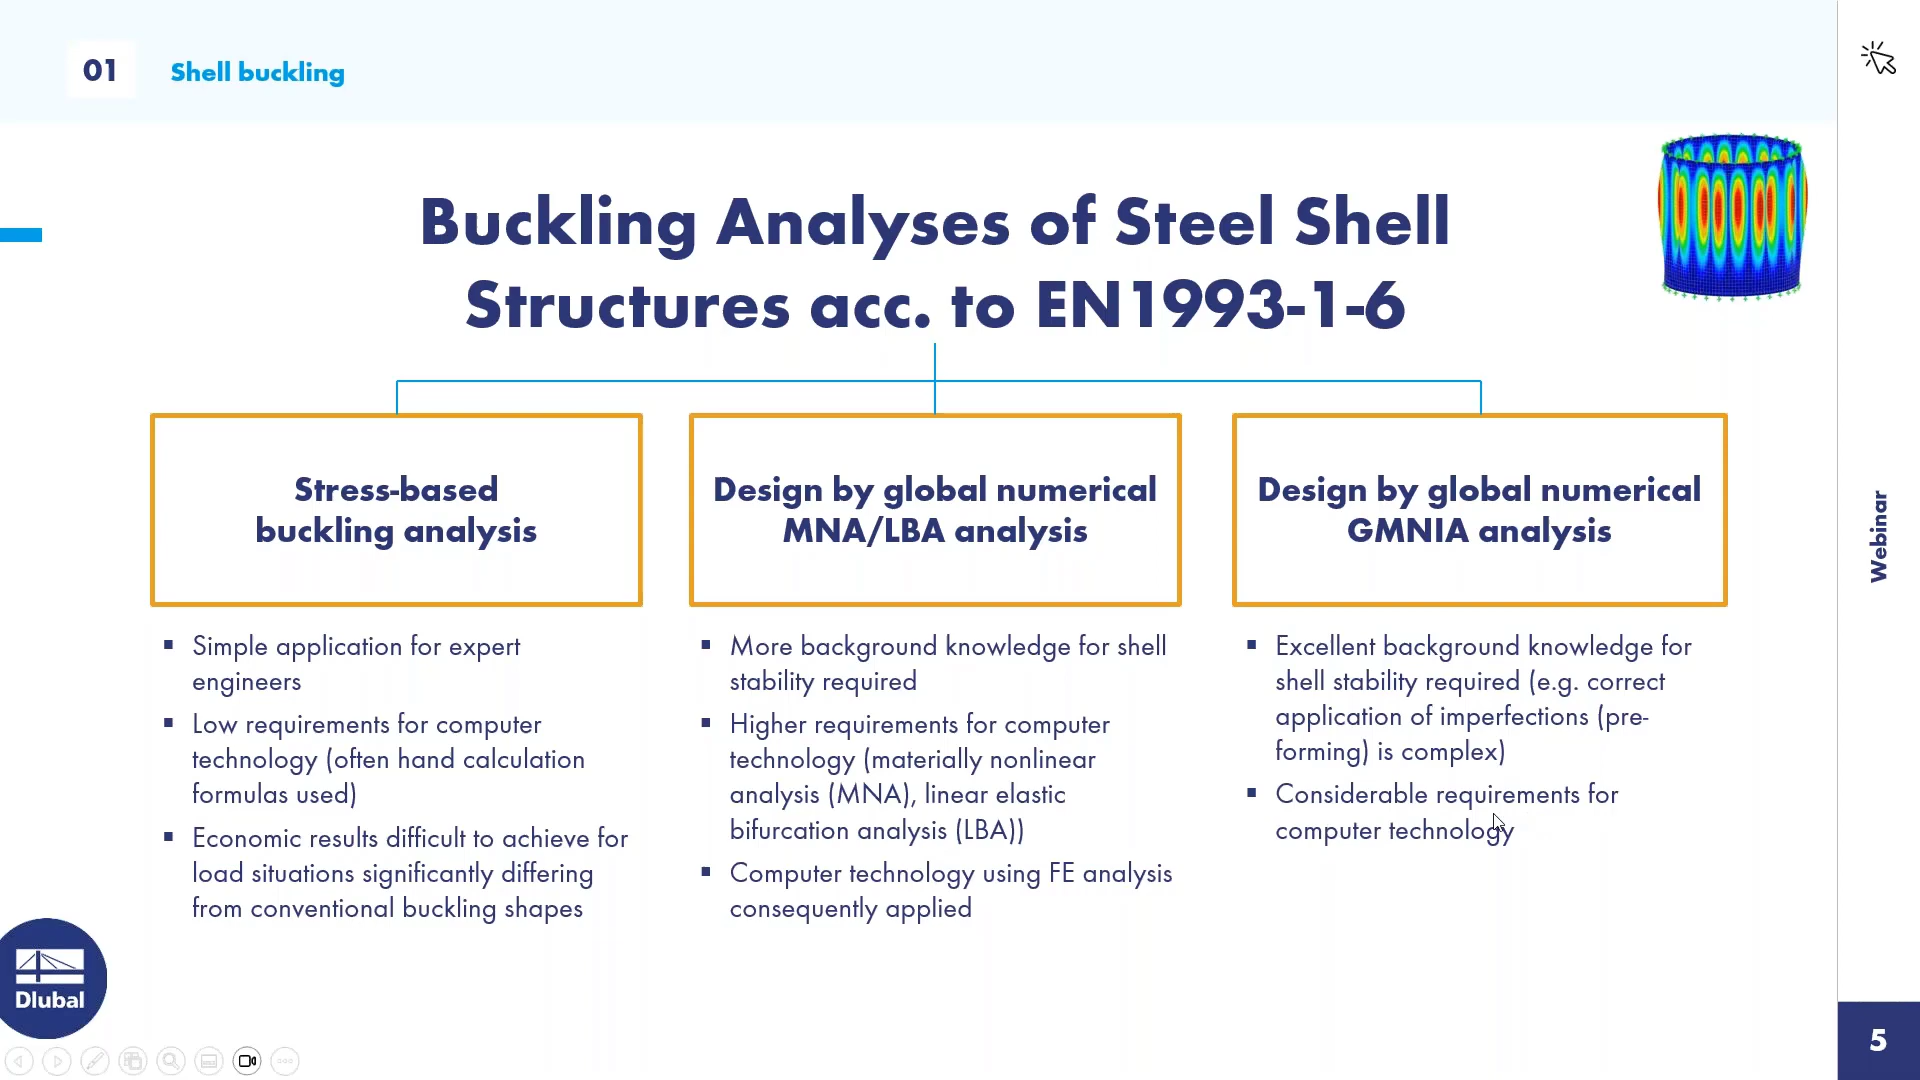 01
Shell buckling
Buckling Analyses of Steel Shell
Structures acc. to EN1993-1-6
Stress-based
buckling analysis
▪ Simple application for expert
engineers
▪ Low requirements for computer
technology (often hand calculation
formulas used)
▪ Economic results difficult to achieve for
load situations significantly differing
from conventional buckling shapes
Design by global numerical
MNA/LBA analysis
▪ More background knowledge for shell
stability required
▪ Higher requirements for computer
technology (materially nonlinear
analysis (MNA), linear elastic
bifurcation analysis (LBA))
▪ Computer technology using FE analysis
consequently applied
Design by global numerical
GMNIA analysis
▪ Excellent background knowledge for
shell stability required (e.g. correct
application of imperfections (pre-
forming) is complex)
▪ Considerable requirements for
computer technology
Webinar
Dlubal
5